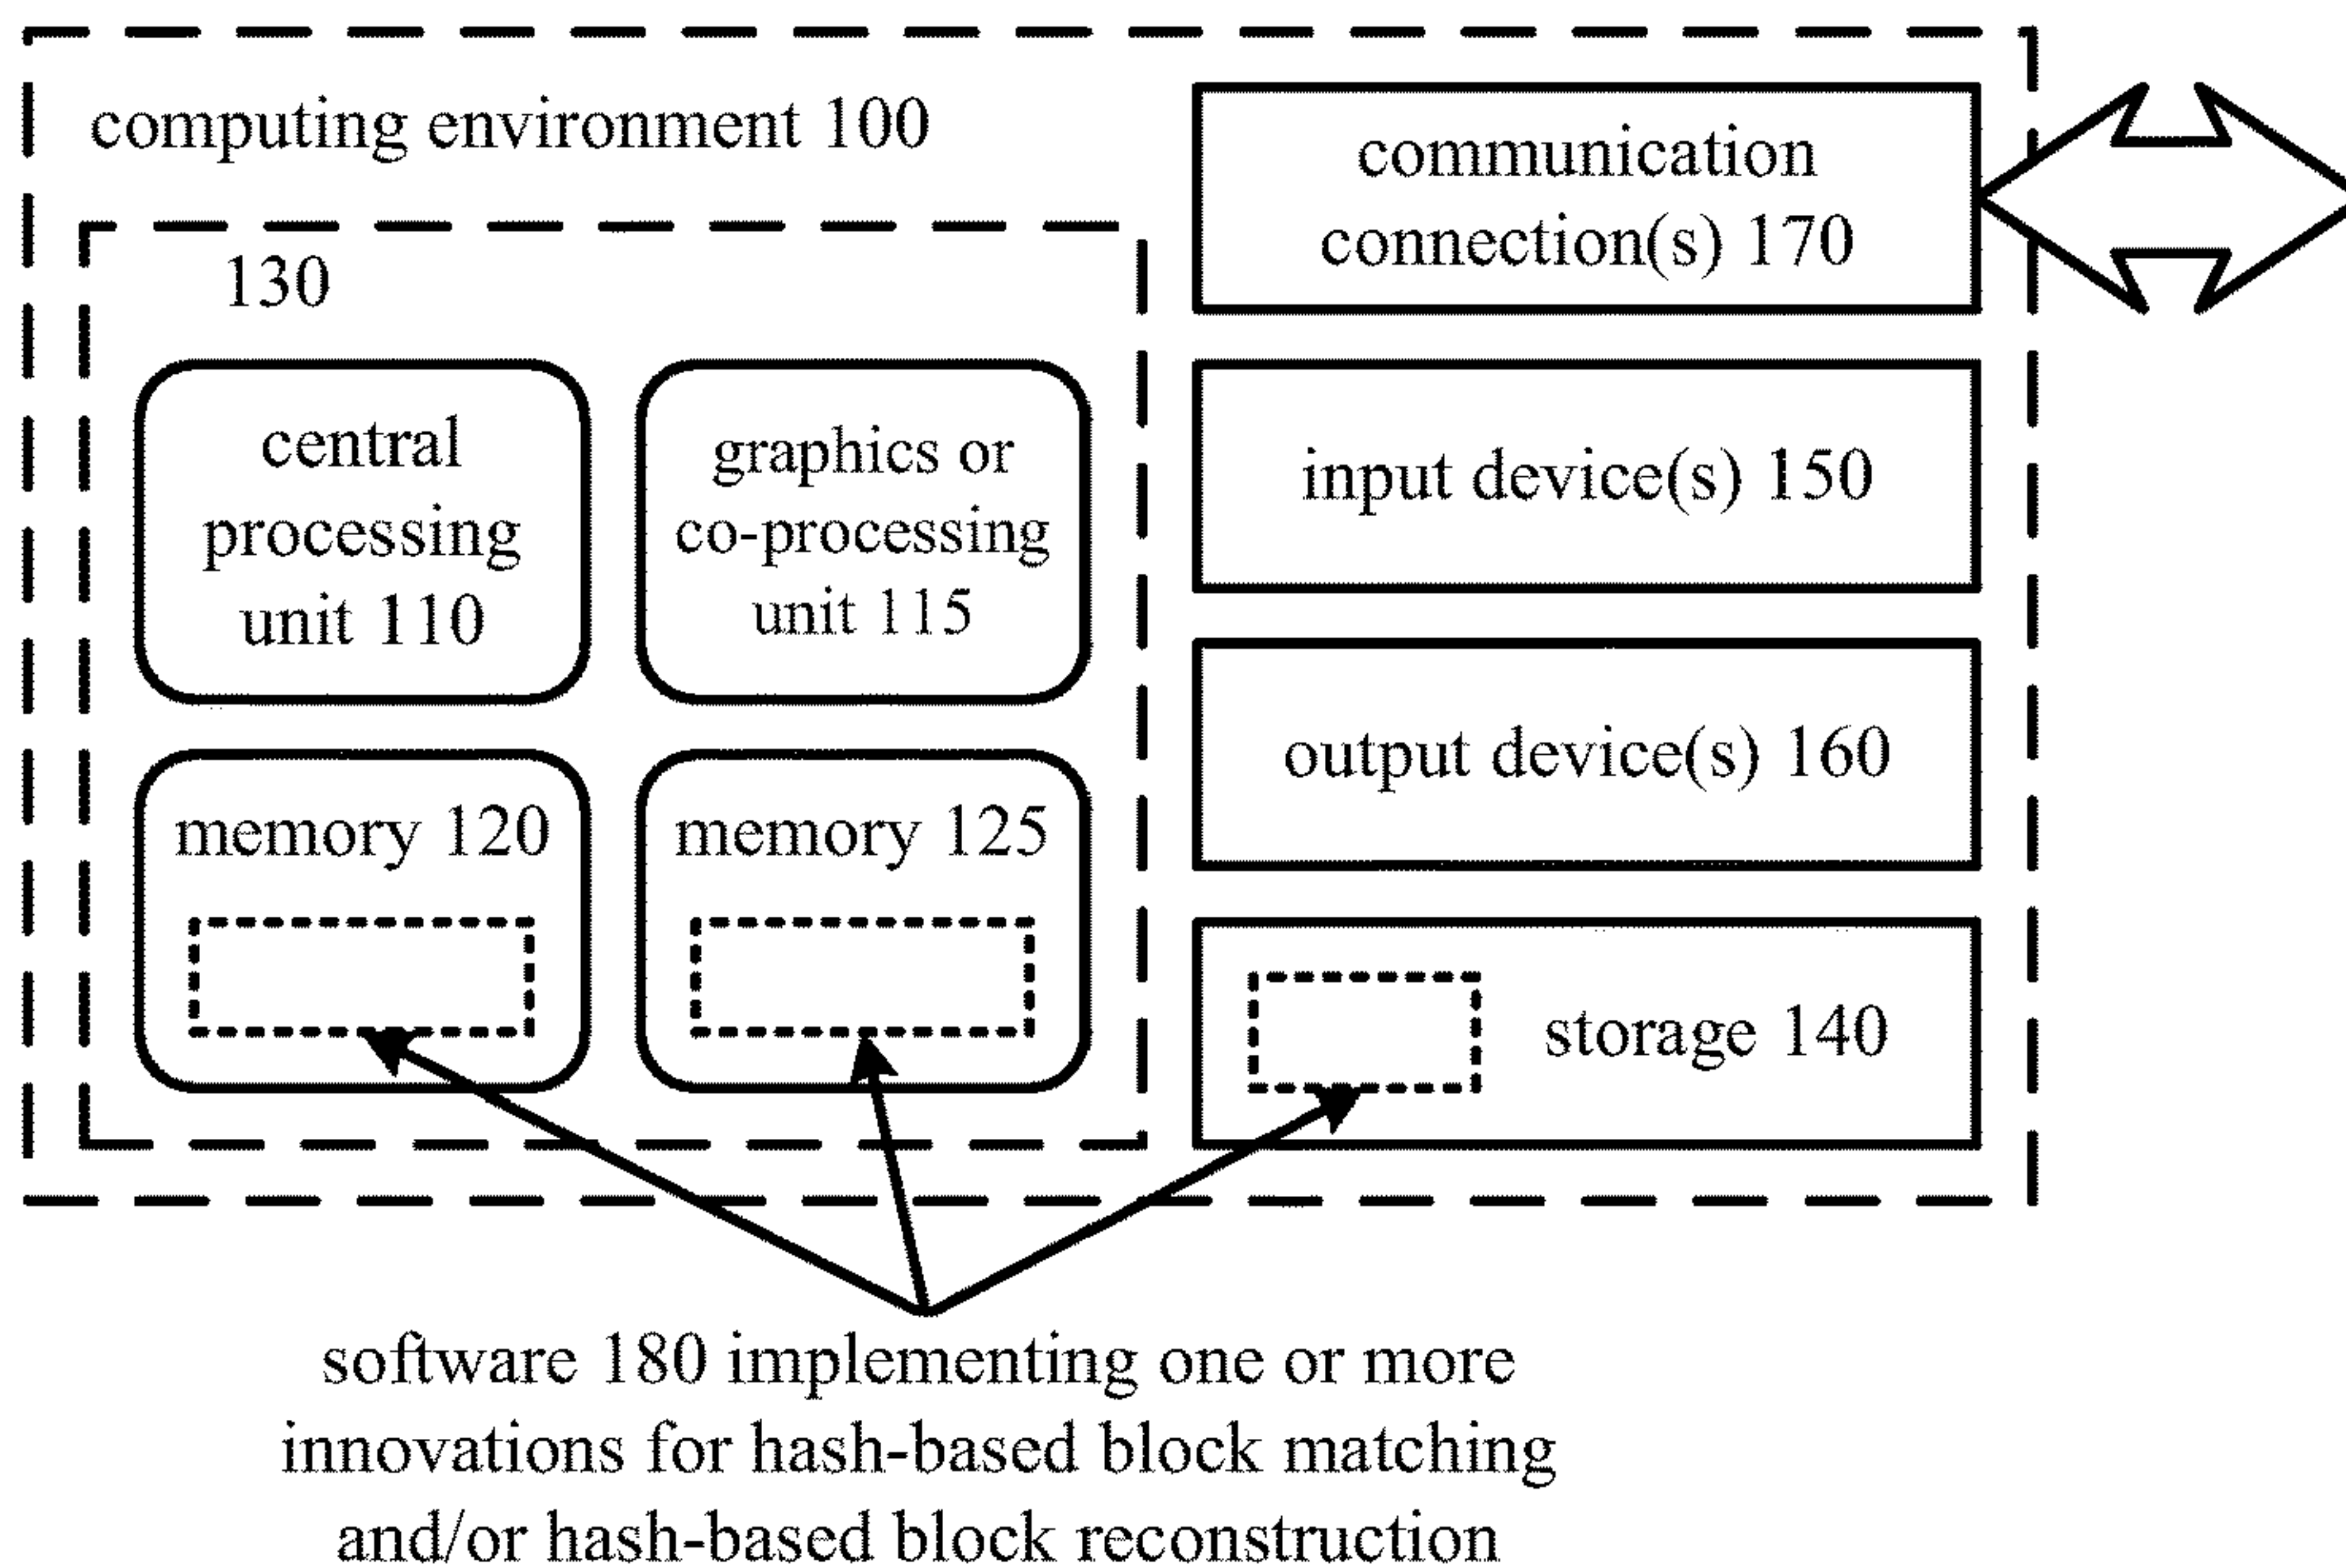 computing environment 100
130
central
processing
unit 110
graphics or
co-processing
unit 115
memory 120
memory 125
communication
connection(s) 170
input device(s) 150
output device(s) 160
storage 140
software 180 implementing one or more
innovations for hash-based block matching
and/or hash-based block reconstruction